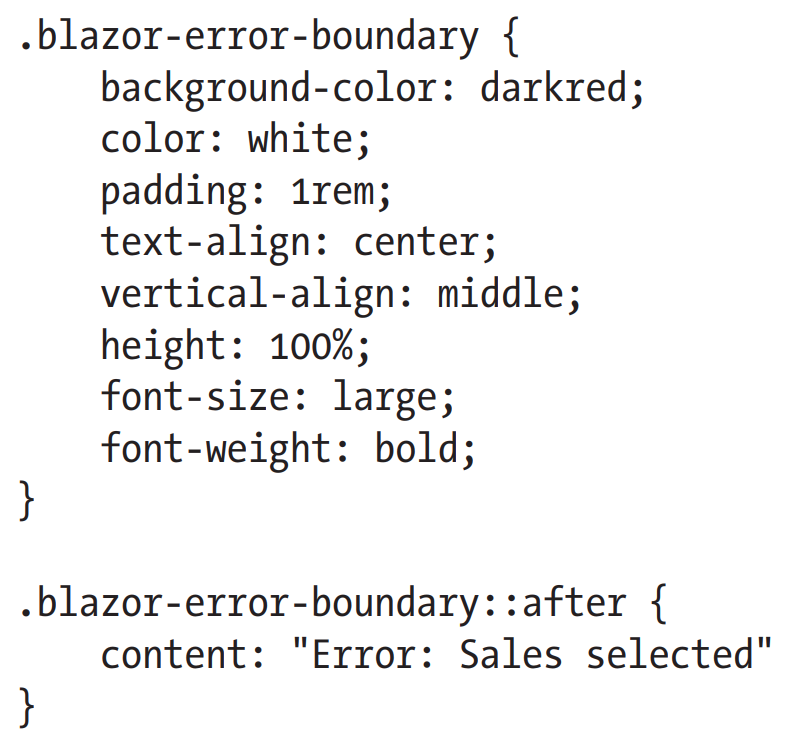 .blazor-error-boundary {
    background-color: darkred;
    color: white;
    padding: 1rem;
    text-align: center;
    vertical-align: middle;
    height: 100%;
    font-size: large;
    font-weight: bold;
}

.blazor-error-boundary::after {
    content: "Error: Sales selected"
}